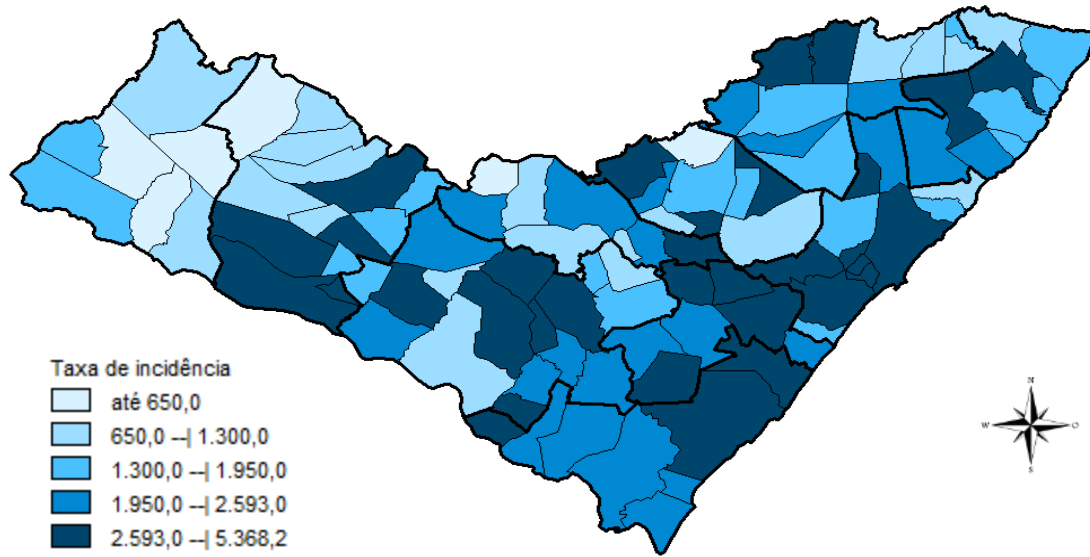 Taxa de incidência
até 650,0
650,0 --| 1.300,0
1.300,0 --| 1.950,0
1.950,0 --| 2.593,0
2.593,0 --| 5.368,2
N
W O
S